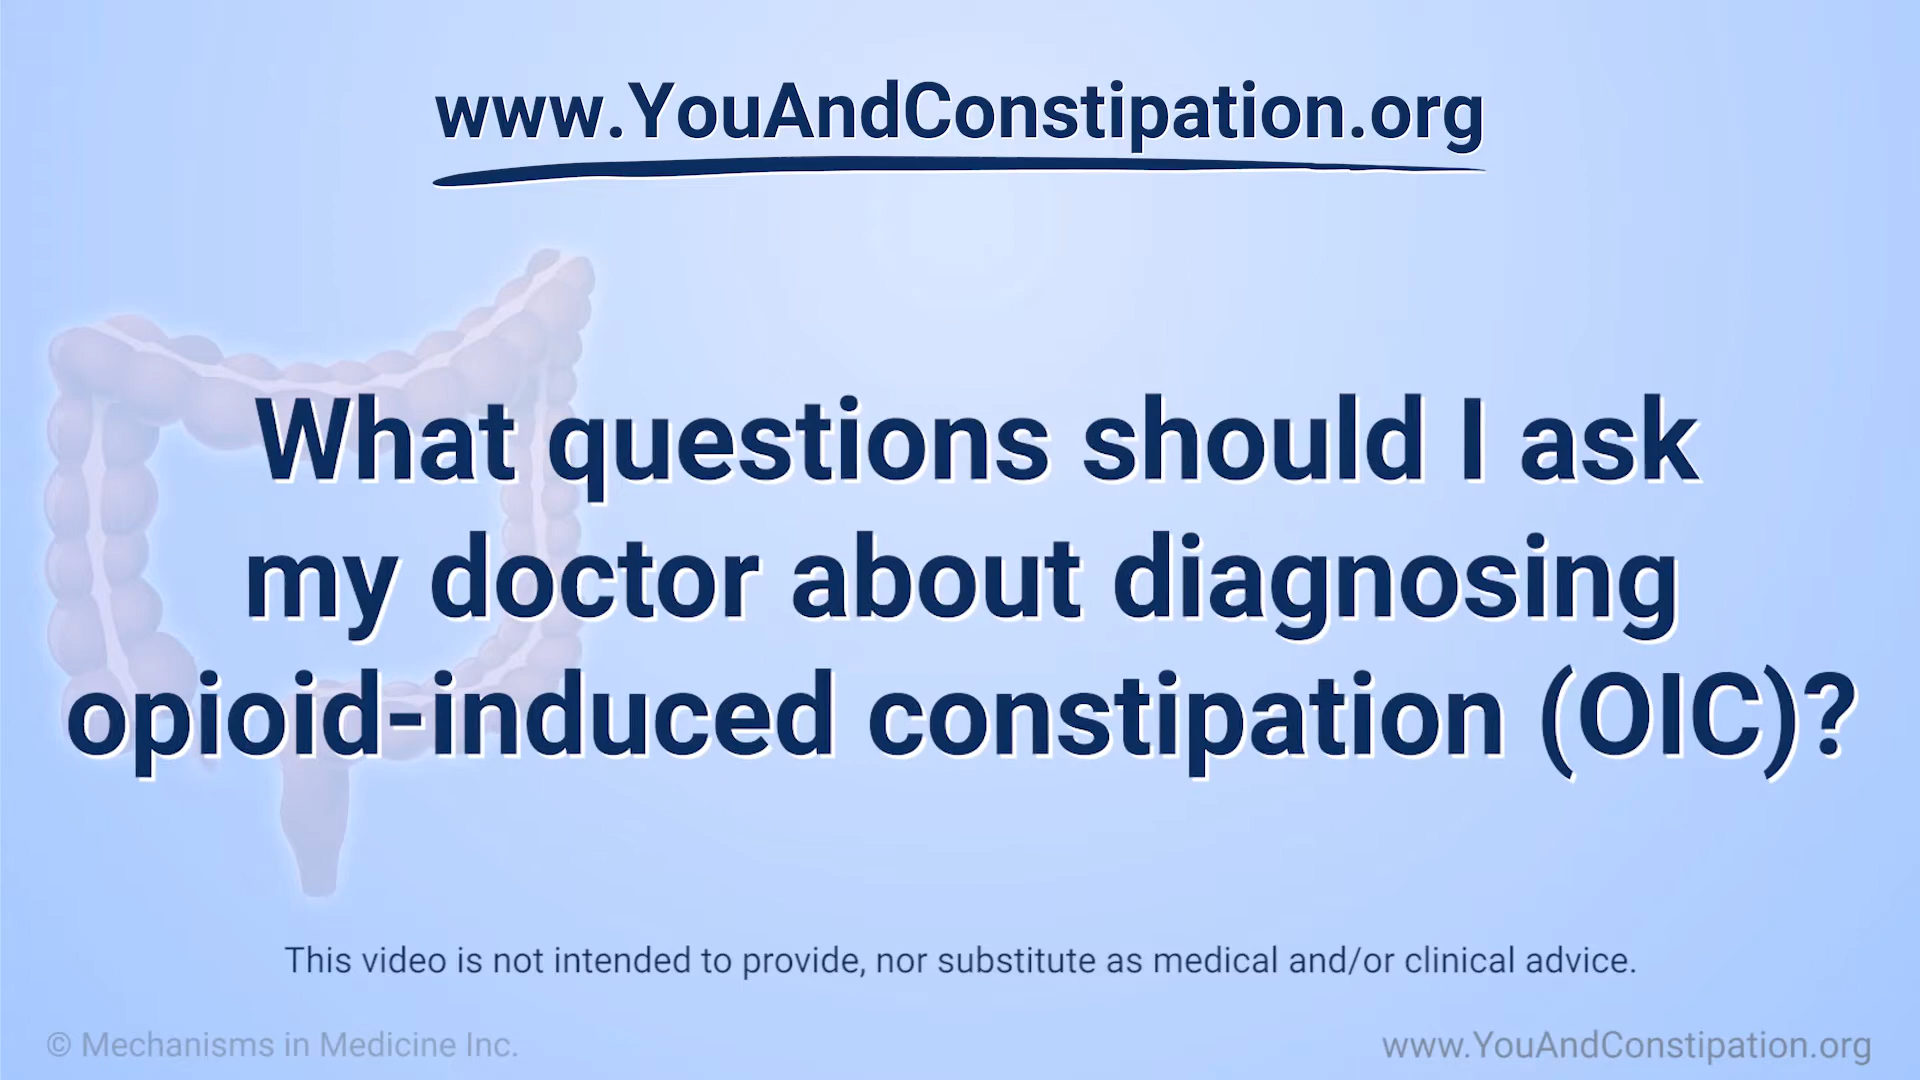 www.YouAndConstipation.org
What questions should I ask
my doctor about diagnosing
opioid-induced constipation (OIC)?
This video is not intended to provide, nor substitute as medical and/or clinical advice.
© Mechanisms in Medicine Inc.
www.YouAndConstipation.org